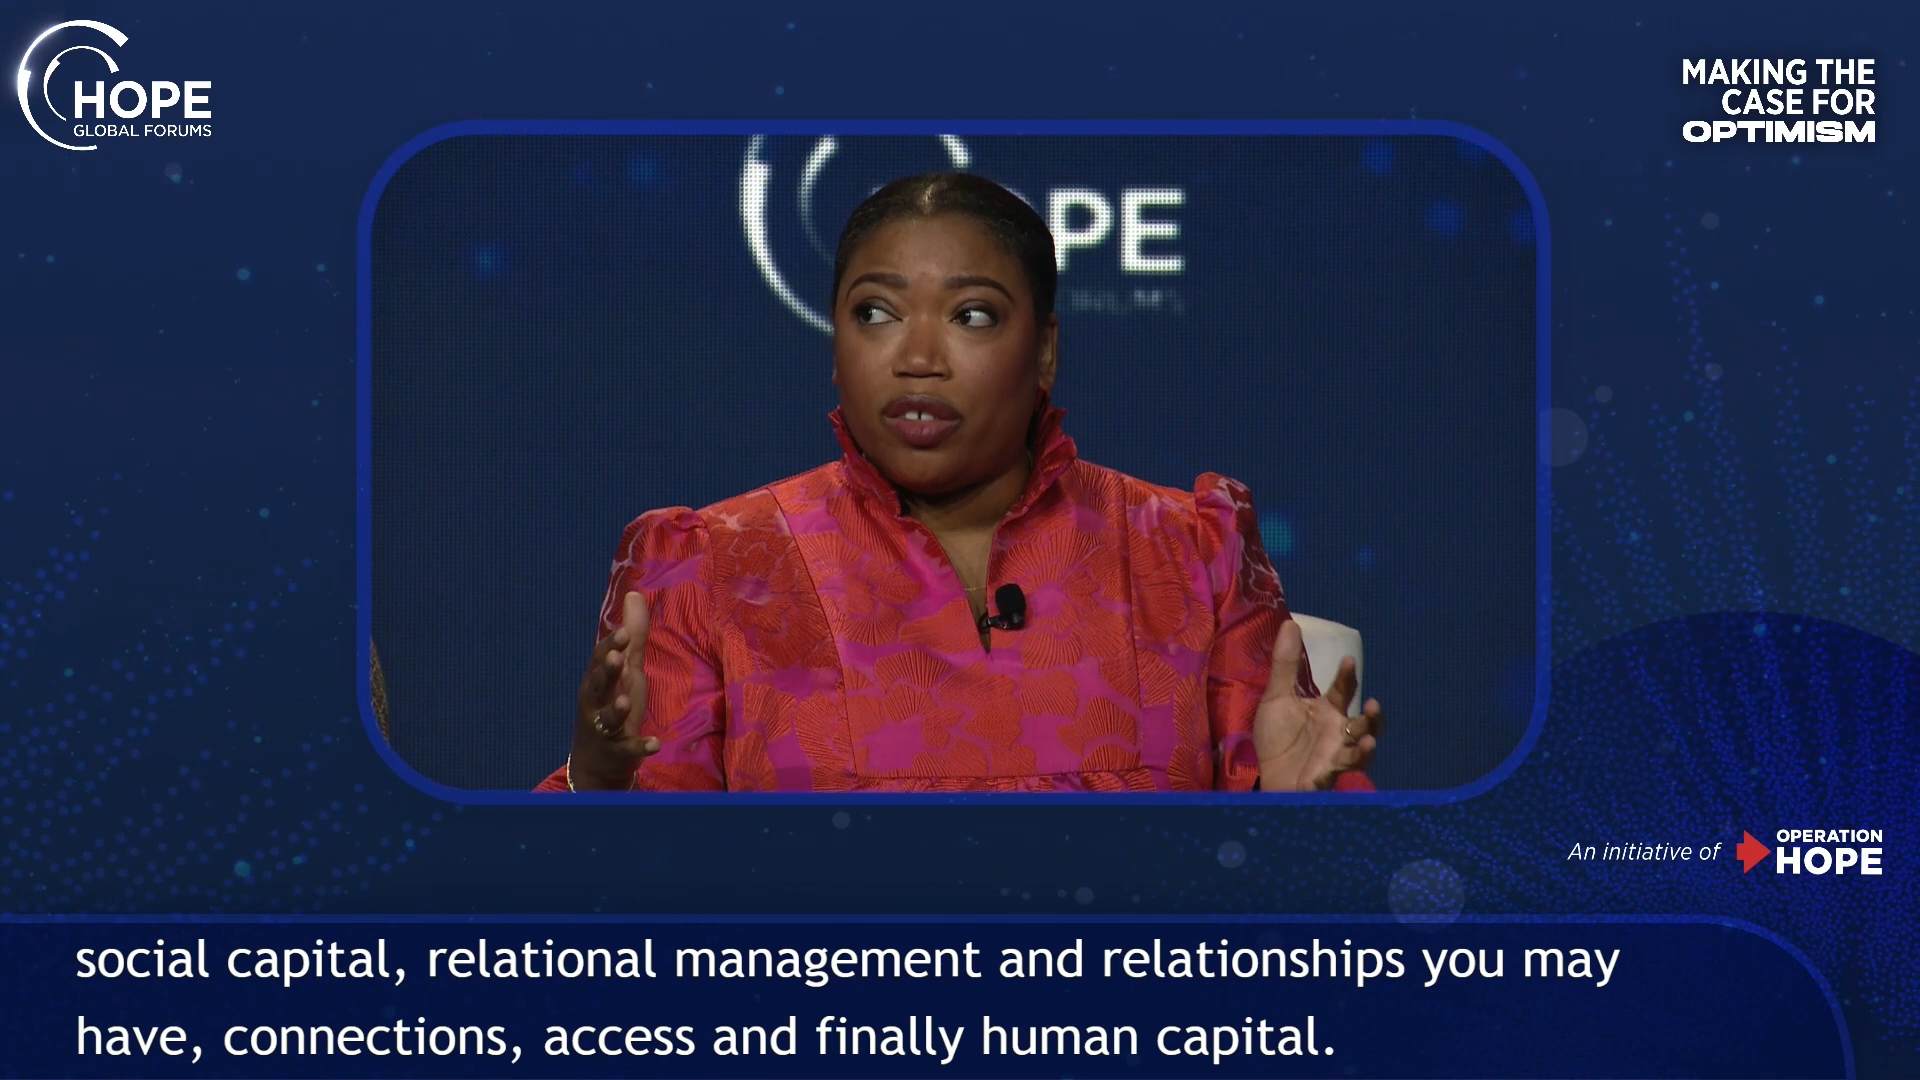 HOPE
GLOBAL FORUMS
MAKING THE
CASE FOR
OPTIMISM
OPE
An initiative of
OPERATION
HOPE
social capital, relational management and relationships you may
have, connections, access and finally human capital.